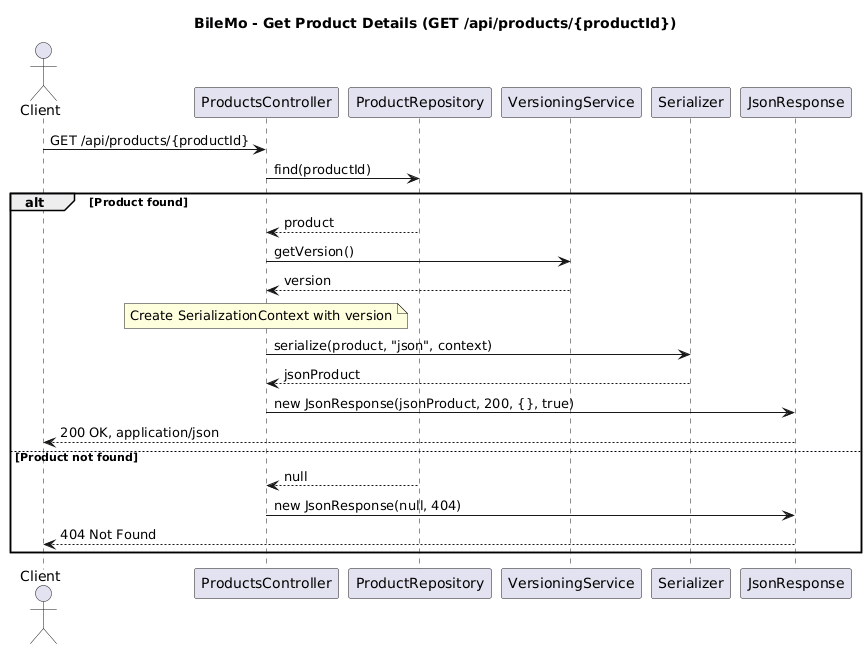 BileMo - Get Product Details (GET /api/products/{productId})
Client
ProductsController
ProductRepository
VersioningService
Serializer
JsonResponse
GET /api/products/{productId}
find(productId)
alt
[Product found]
product
getVersion()
version
Create SerializationContext with version
serialize(product, "json", context)
jsonProduct
new JsonResponse(jsonProduct, 200, {}, true)
200 OK, application/json
[Product not found]
null
new JsonResponse(null, 404)
404 Not Found
Client
ProductsController
ProductRepository
VersioningService
Serializer
JsonResponse